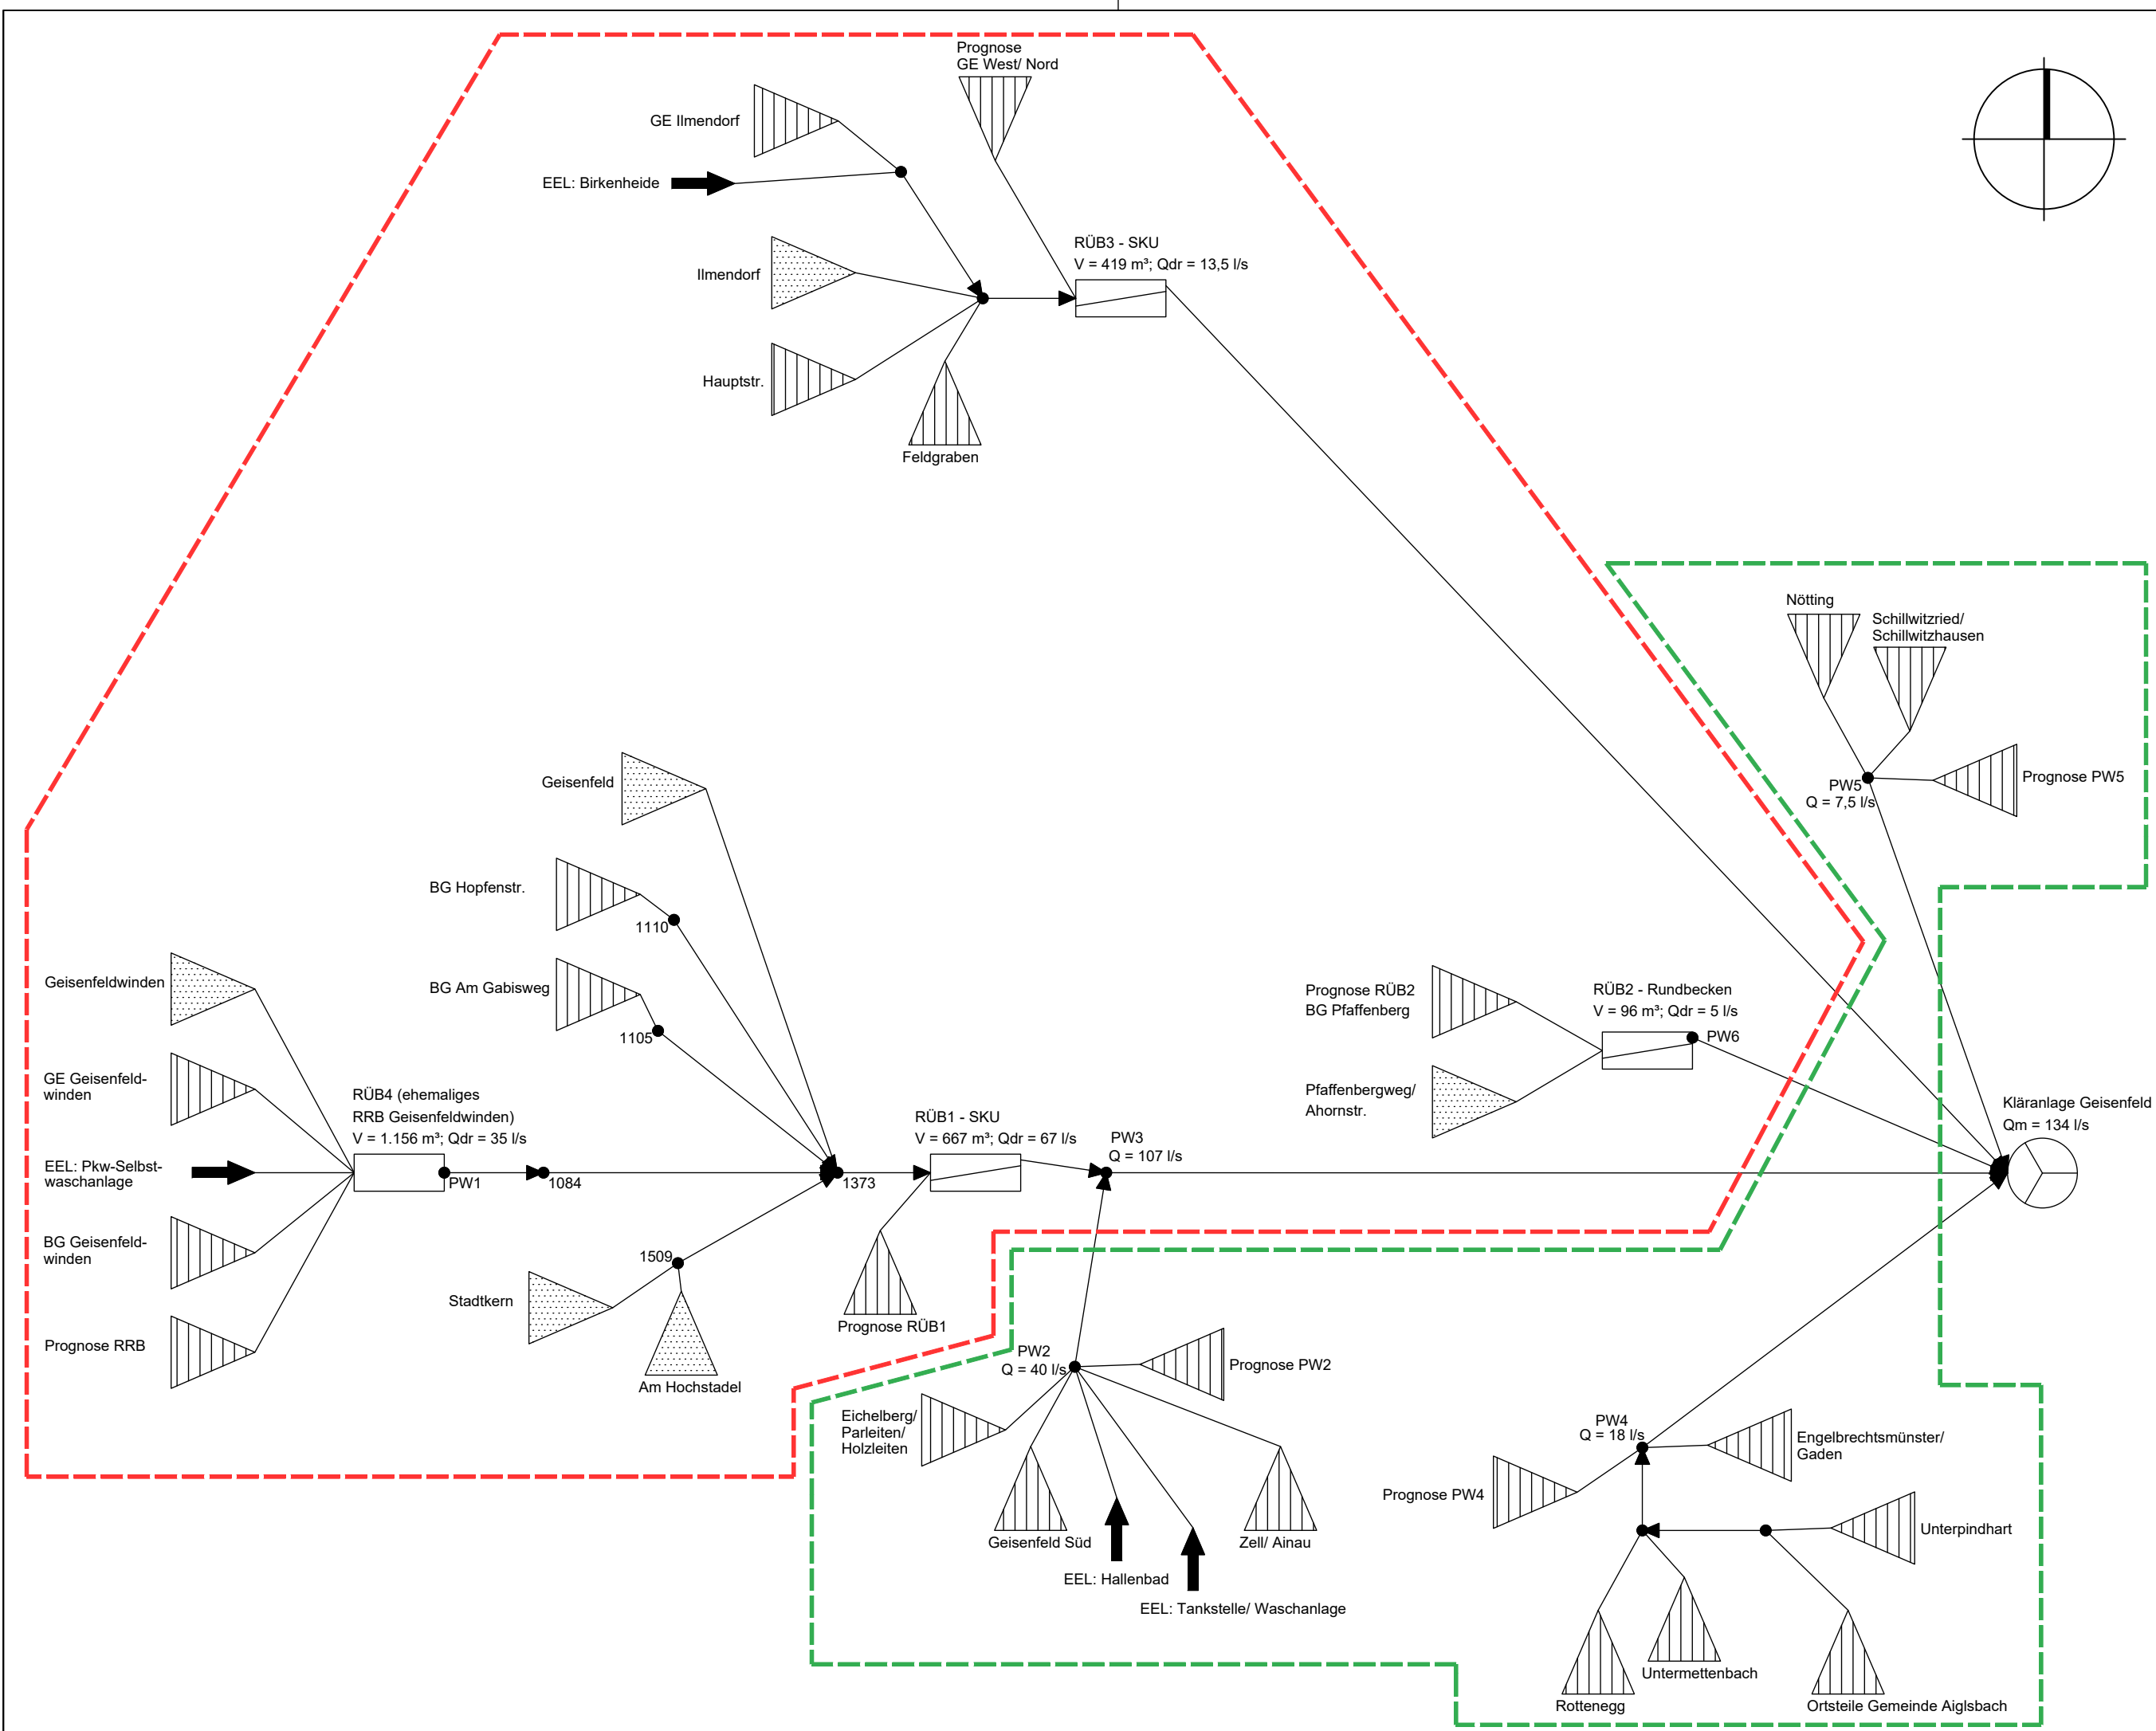 Prognose
GE West/ Nord
GE Ilmendorf
EEL: Birkenheide
RÜB3 - SKU
V = 419 m³; Qdr = 13,5 l/s
Ilmendorf
Hauptstr.
Feldgraben
Nötting
Schillwitzried/
Schillwitzhausen
Prognose PW5
PW5
Q = 7,5 l/s
Geisenfeld
BG Hopfenstr.
1110
BG Am Gabisweg
1105
Geisenfeldwinden
GE Geisenfeld-
winden
EEL: Pkw-Selbst-
waschanlage
BG Geisenfeld-
winden
Prognose RRB
RÜB4 (ehemaliges
RRB Geisenfeldwinden)
V = 1.156 m³; Qdr = 35 l/s
PW1
1084
1373
RÜB1 - SKU
V = 667 m³; Qdr = 67 l/s
PW3
Q = 107 l/s
Prognose RÜB2
BG Pfaffenberg
Pfaffenbergweg/
Ahornstr.
RÜB2 - Rundbecken
V = 96 m³; Qdr = 5 l/s
PW6
Kläranlage Geisenfeld
Qm = 134 l/s
1509
Stadtkern
Am Hochstadel
Prognose RÜB1
PW2
Q = 40 l/s
Prognose PW2
Eichelberg/
Parleiten/
Holzleiten
Geisenfeld Süd
EEL: Hallenbad
EEL: Tankstelle/ Waschanlage
Zell/ Ainau
PW4
Q = 18 l/s
Engelbrechtsmünster/
Gaden
Prognose PW4
Unterpindhart
Untermettenbach
Rottenegg
Ortsteile Gemeinde Aiglsbach